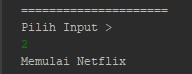 =====================
Pilih Input >
2
Memulai Netflix